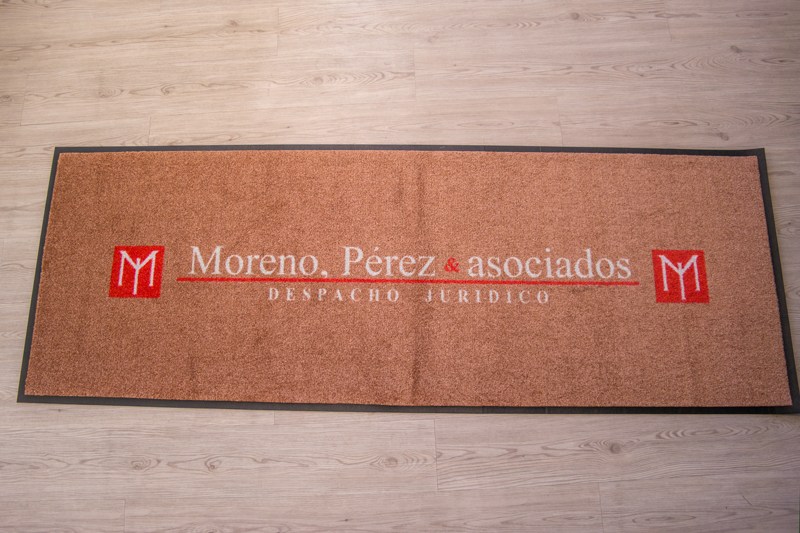 Moreno, Pérez & asociados
DESPACHO JURIDICO